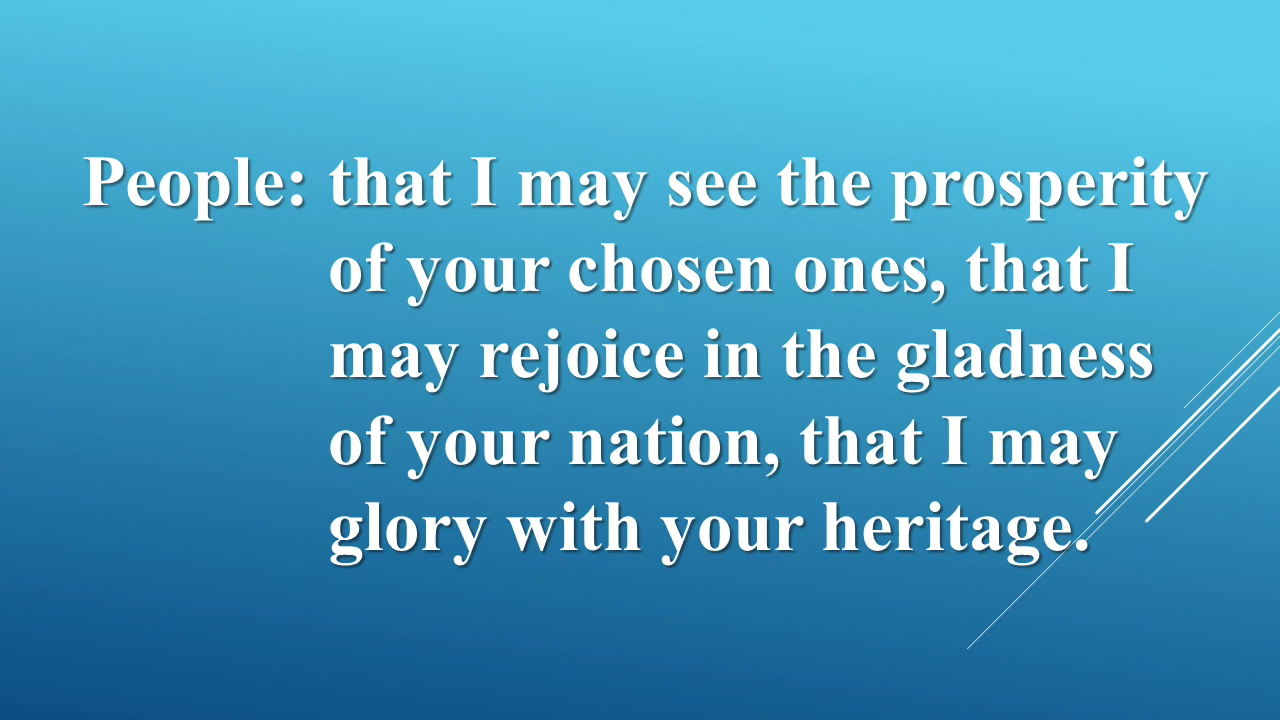 People: that I may see the prosperity
of your chosen ones, that I
may rejoice in the gladness
of your nation, that I may
glory with your heritage.